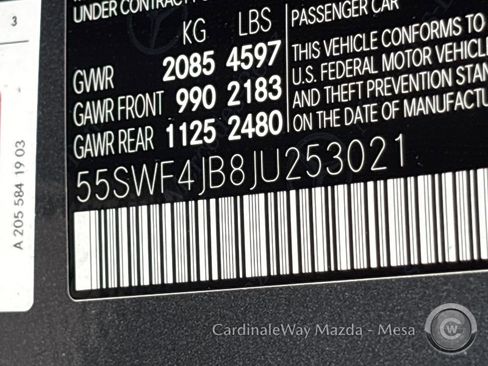 UNDER CONTRACT
PASSENGER CAR
KG LBS
GVWR 2085 4597
GAWR FRONT 990 2183
GAWR REAR 1125 2480
THIS VEHICLE CONFORMS TO
U.S. FEDERAL MOTOR VEHICLE
AND THEFT PREVENTION STAN
ON THE DATE OF MANUFACTU
55SWF4JB8JU253021
3
A 205 584 19 03
CardinaleWay Mazda - Mesa
CW